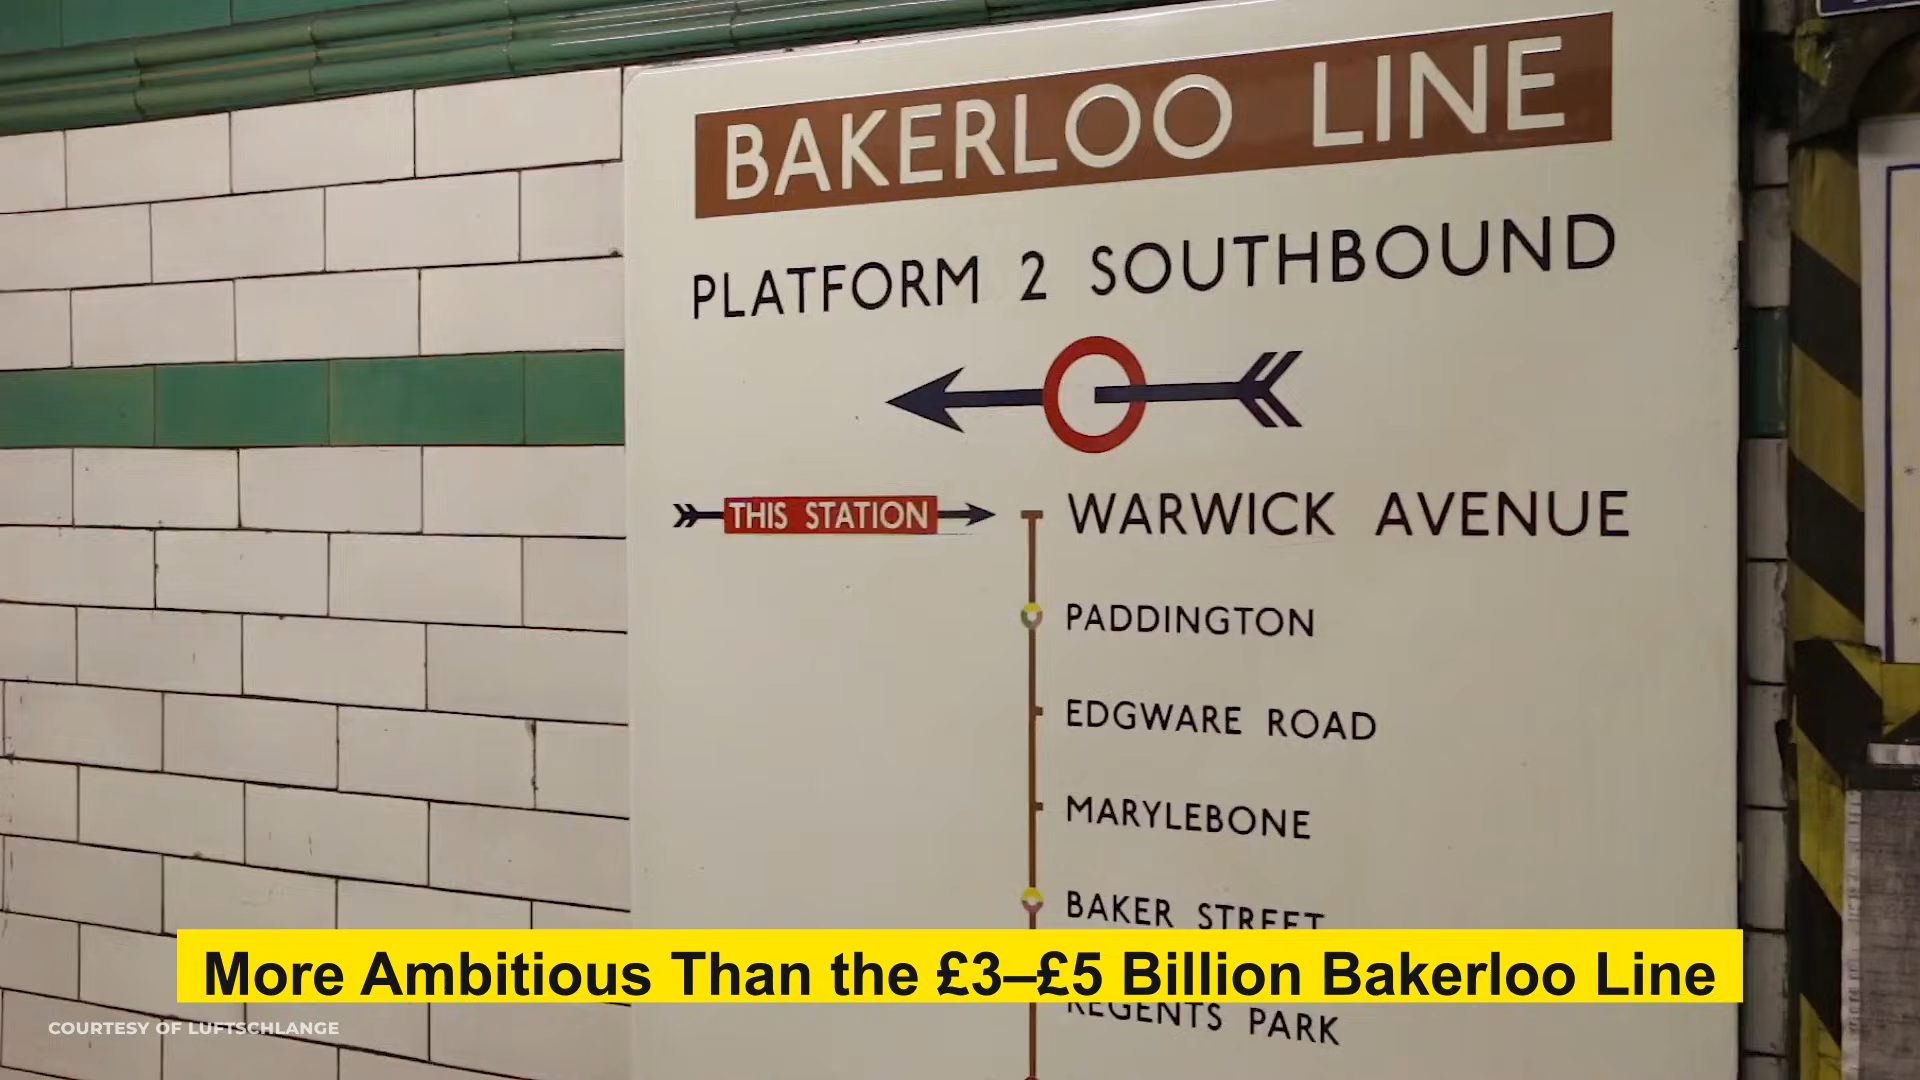 BAKERLOO LINE
PLATFORM 2 SOUTHBOUND
THIS STATION
WARWICK AVENUE
PADDINGTON
EDGWARE ROAD
MARYLEBONE
BAKER STREET
More Ambitious Than the £3–£5 Billion Bakerloo Line
REGENTS PARK
COURTESY OF LUFTSCHLANGE